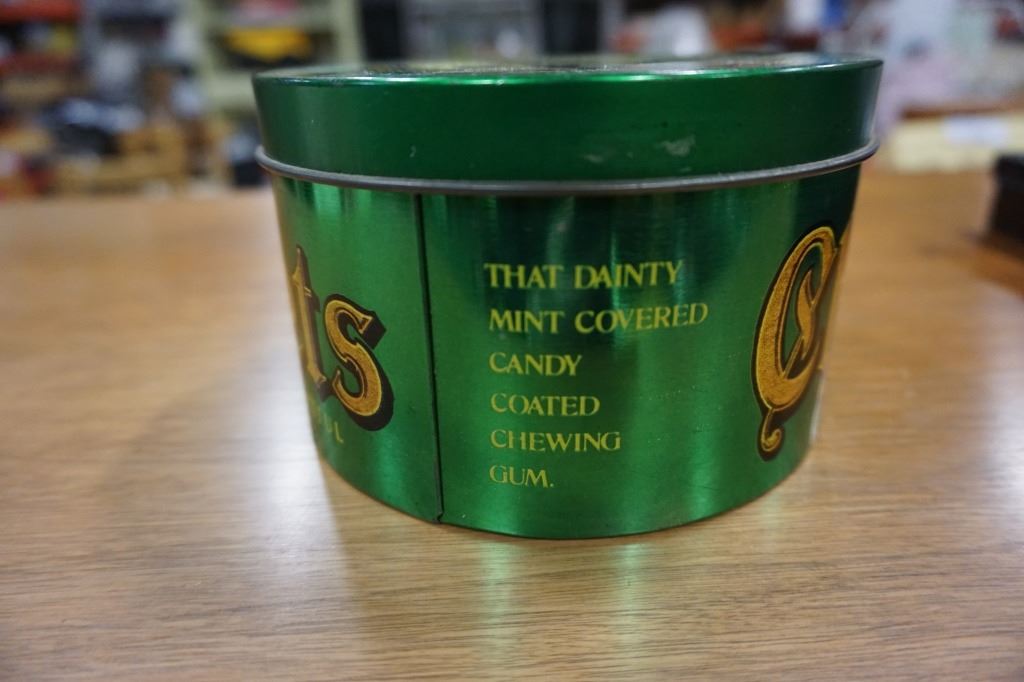 THAT DAINTY
MINT COVERED
CANDY
COATED
CHEWING
GUM.
ts